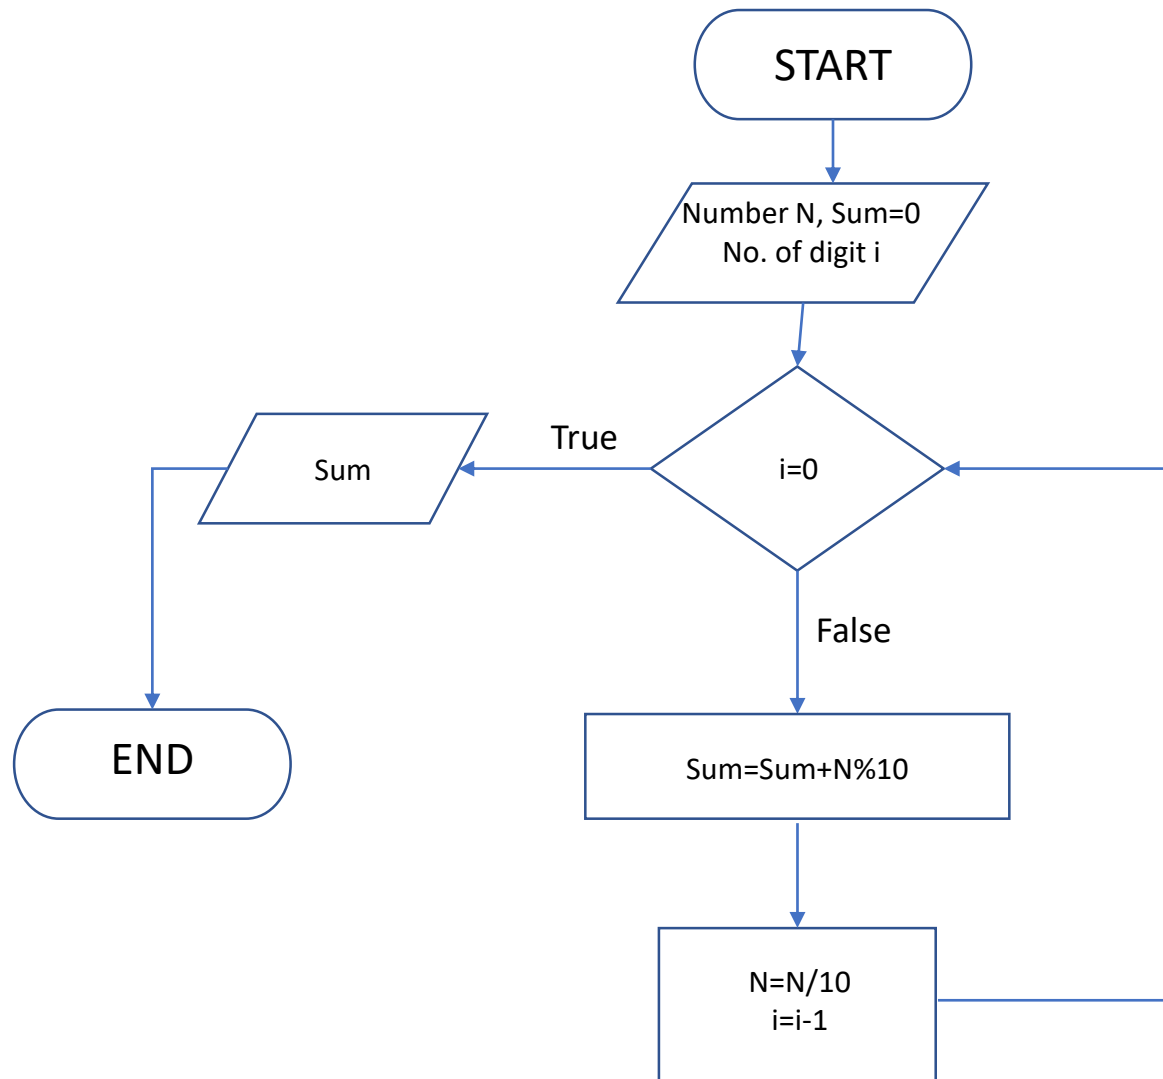 START
Number N, Sum=0
No. of digit i
True
Sum
i=0
False
END
Sum=Sum+N%10
N=N/10
i=i-1